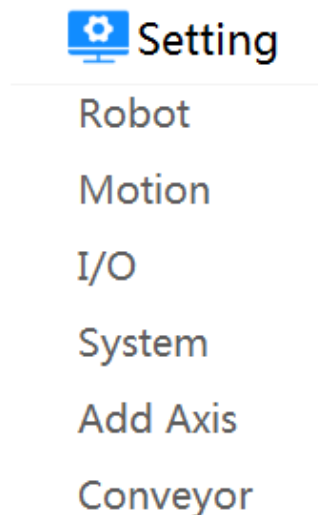 Setting
Robot
Motion
I/O
System
Add Axis
Conveyor